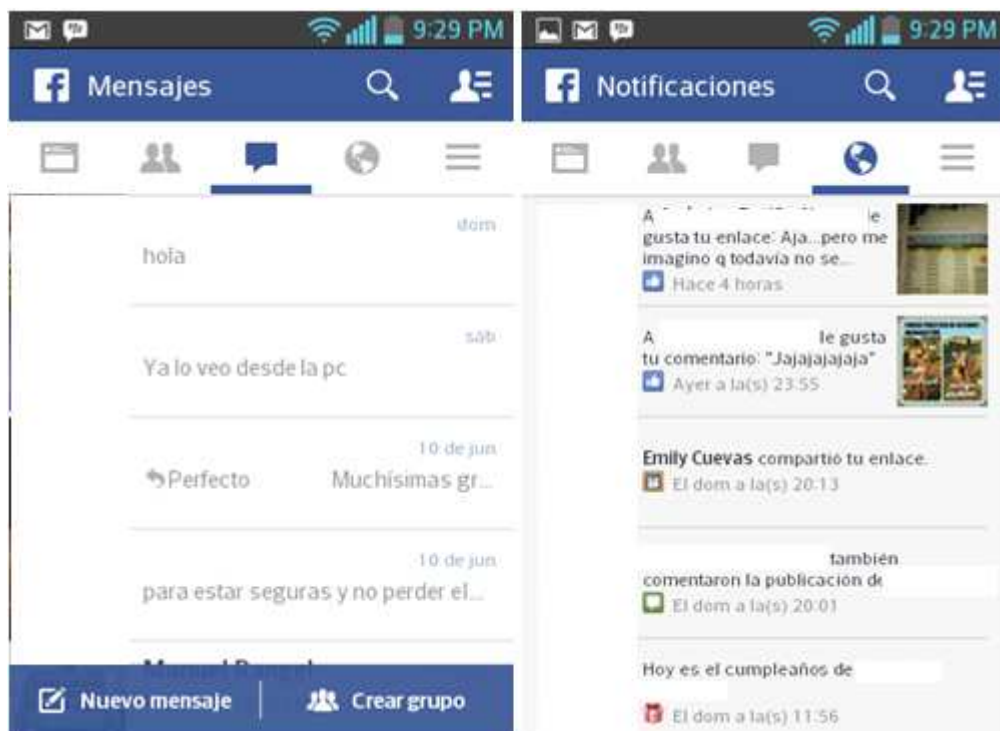 9:29 PM
Mensajes
dom
hola
sáb
Ya lo veo desde la pc
10 de jun
Perfecto Muchísimas gr...
10 de jun
para estar seguras y no perder el...
Nuevo mensaje
Crear grupo
9:29 PM
Notificaciones
A le
gusta tu enlace: Aja...pero me
imagino q todavía no se...
Hace 4 horas
A le gusta
tu comentario: "Jajajajajaja"
Ayer a la(s) 23:55
Emily Cuevas compartió tu enlace.
El dom a la(s) 20:13
también
comentaron la publicación de
El dom a la(s) 20:01
Hoy es el cumpleaños de
El dom a la(s) 11:56